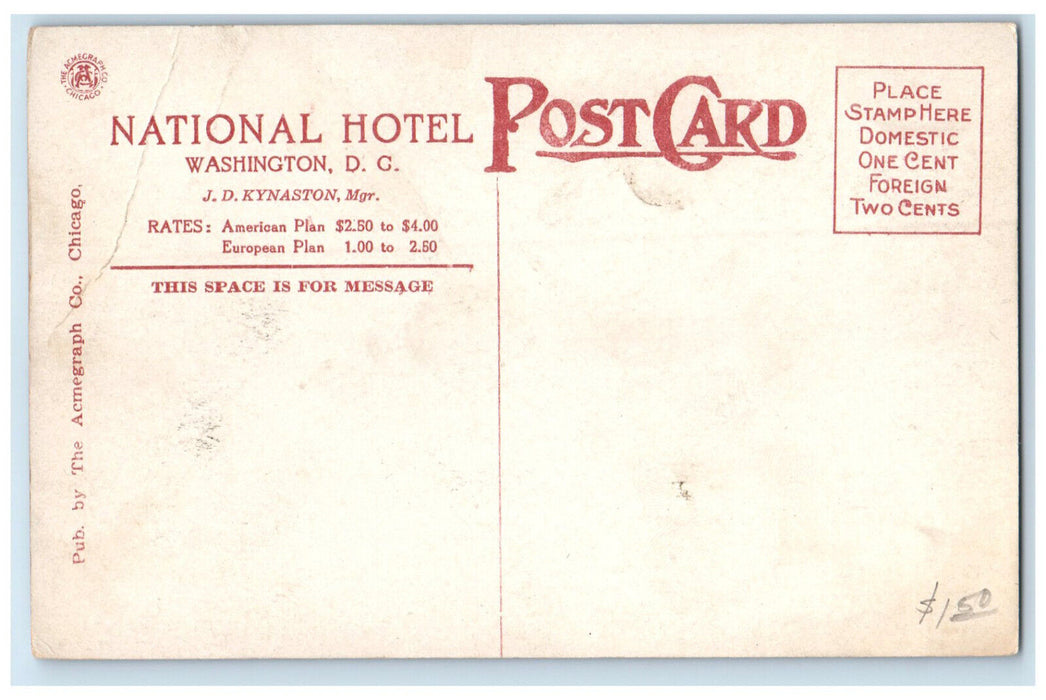 THE ACMEGRAPH CO.
CHICAGO
NATIONAL HOTEL
WASHINGTON, D. C.
J. D. KYNASTON, Mgr.
RATES: American Plan $2.50 to $4.00
European Plan 1.00 to 2.50
THIS SPACE IS FOR MESSAGE
Pub. by The Acmegraph Co., Chicago.
POST CARD
PLACE
STAMP HERE
DOMESTIC
ONE CENT
FOREIGN
TWO CENTS
$1.50